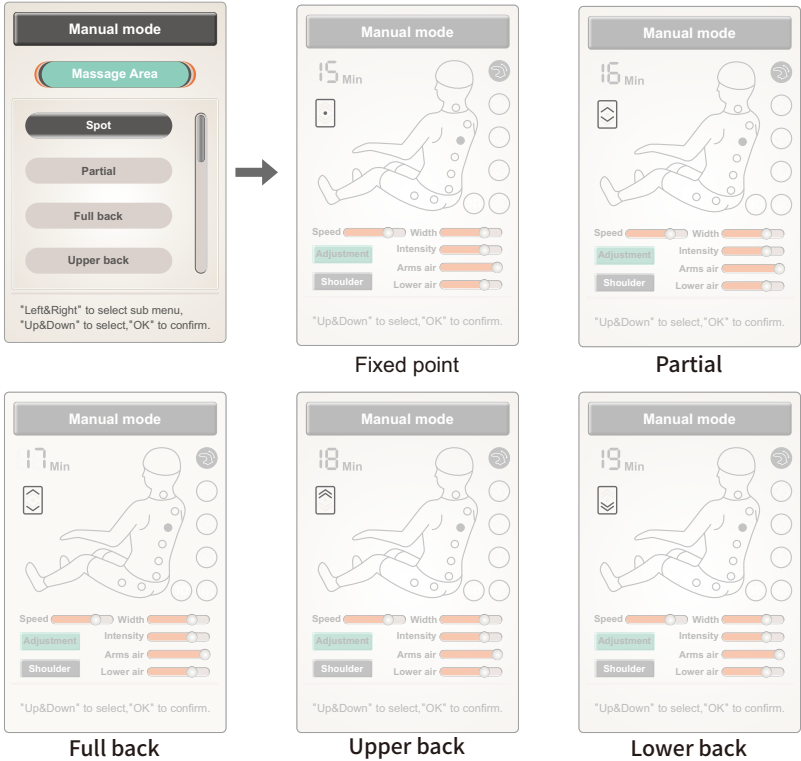 Manual mode
Massage Area
Spot
Partial
Full back
Upper back
"Left&Right" to select sub menu,
"Up&Down" to select,"OK" to confirm.
Manual mode
15 Min
Speed
Width
Adjustment
Intensity
Arms air
Shoulder
Lower air
"Up&Down" to select,"OK" to confirm.
Fixed point
Manual mode
16 Min
Speed
Width
Adjustment
Intensity
Arms air
Shoulder
Lower air
"Up&Down" to select,"OK" to confirm.
Partial
Manual mode
17 Min
Speed
Width
Adjustment
Intensity
Arms air
Shoulder
Lower air
"Up&Down" to select,"OK" to confirm.
Full back
Manual mode
18 Min
Speed
Width
Adjustment
Intensity
Arms air
Shoulder
Lower air
"Up&Down" to select,"OK" to confirm.
Upper back
Manual mode
19 Min
Speed
Width
Adjustment
Intensity
Arms air
Shoulder
Lower air
"Up&Down" to select,"OK" to confirm.
Lower back